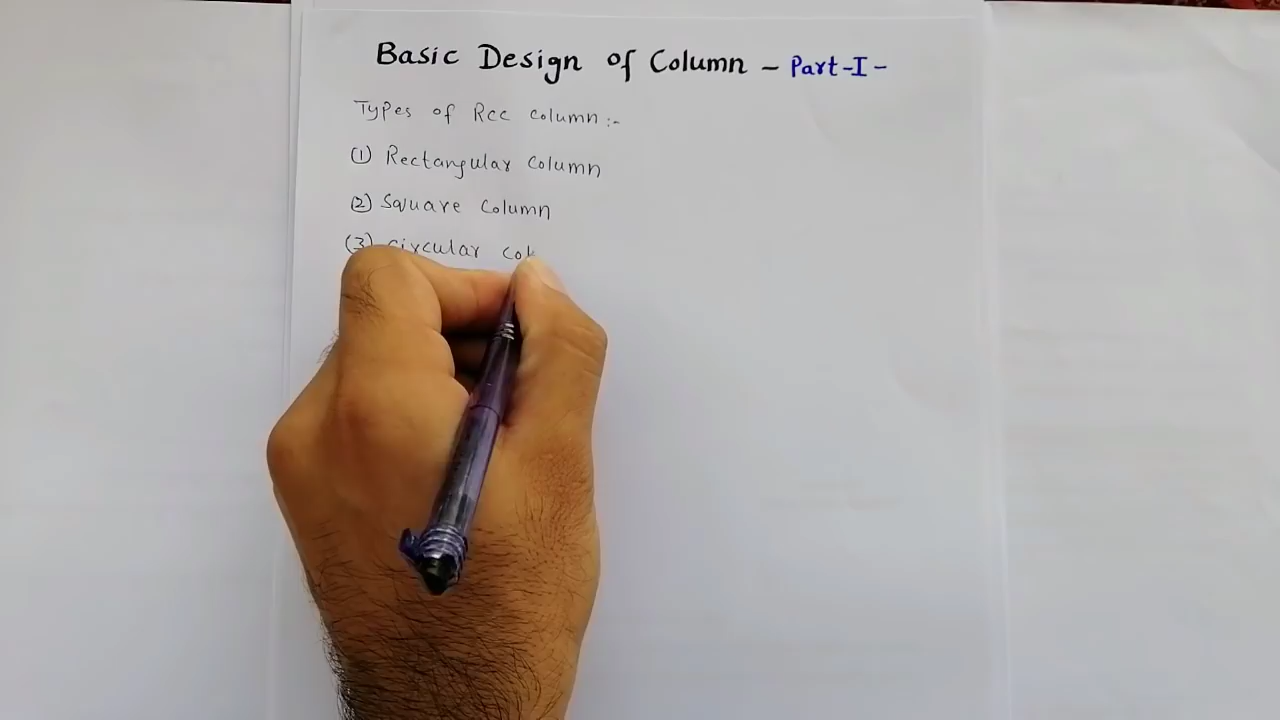 Basic Design of Column - Part-I-
Types of Rcc column:-
(1) Rectangular column
(2) Square column
(3) circular